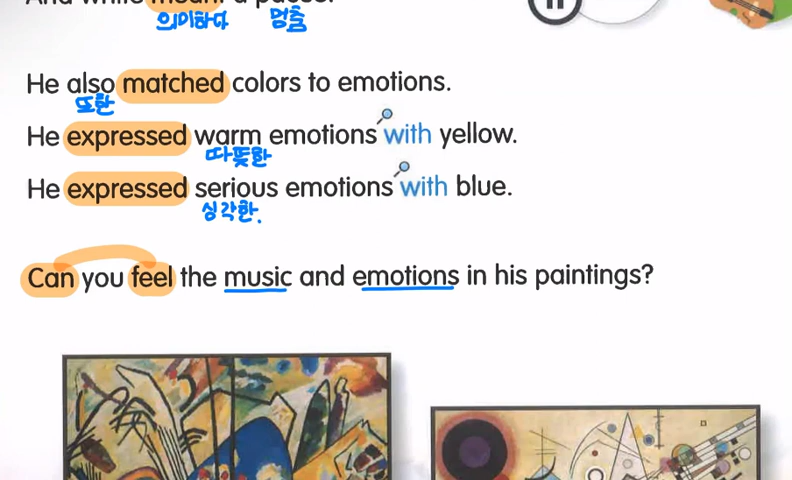 의미하다 멈춤
He also matched colors to emotions.
또한
He expressed warm emotions with yellow.
따뜻한
He expressed serious emotions with blue.
심각한.
Can you feel the music and emotions in his paintings?